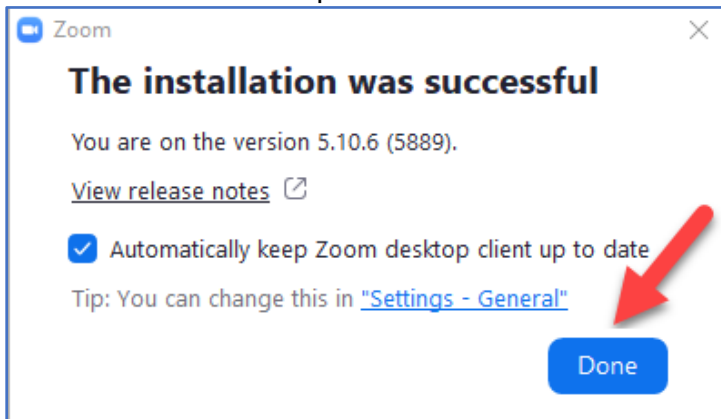 Zoom
The installation was successful
You are on the version 5.10.6 (5889).
View release notes
Automatically keep Zoom desktop client up to date
Tip: You can change this in "Settings - General"
Done